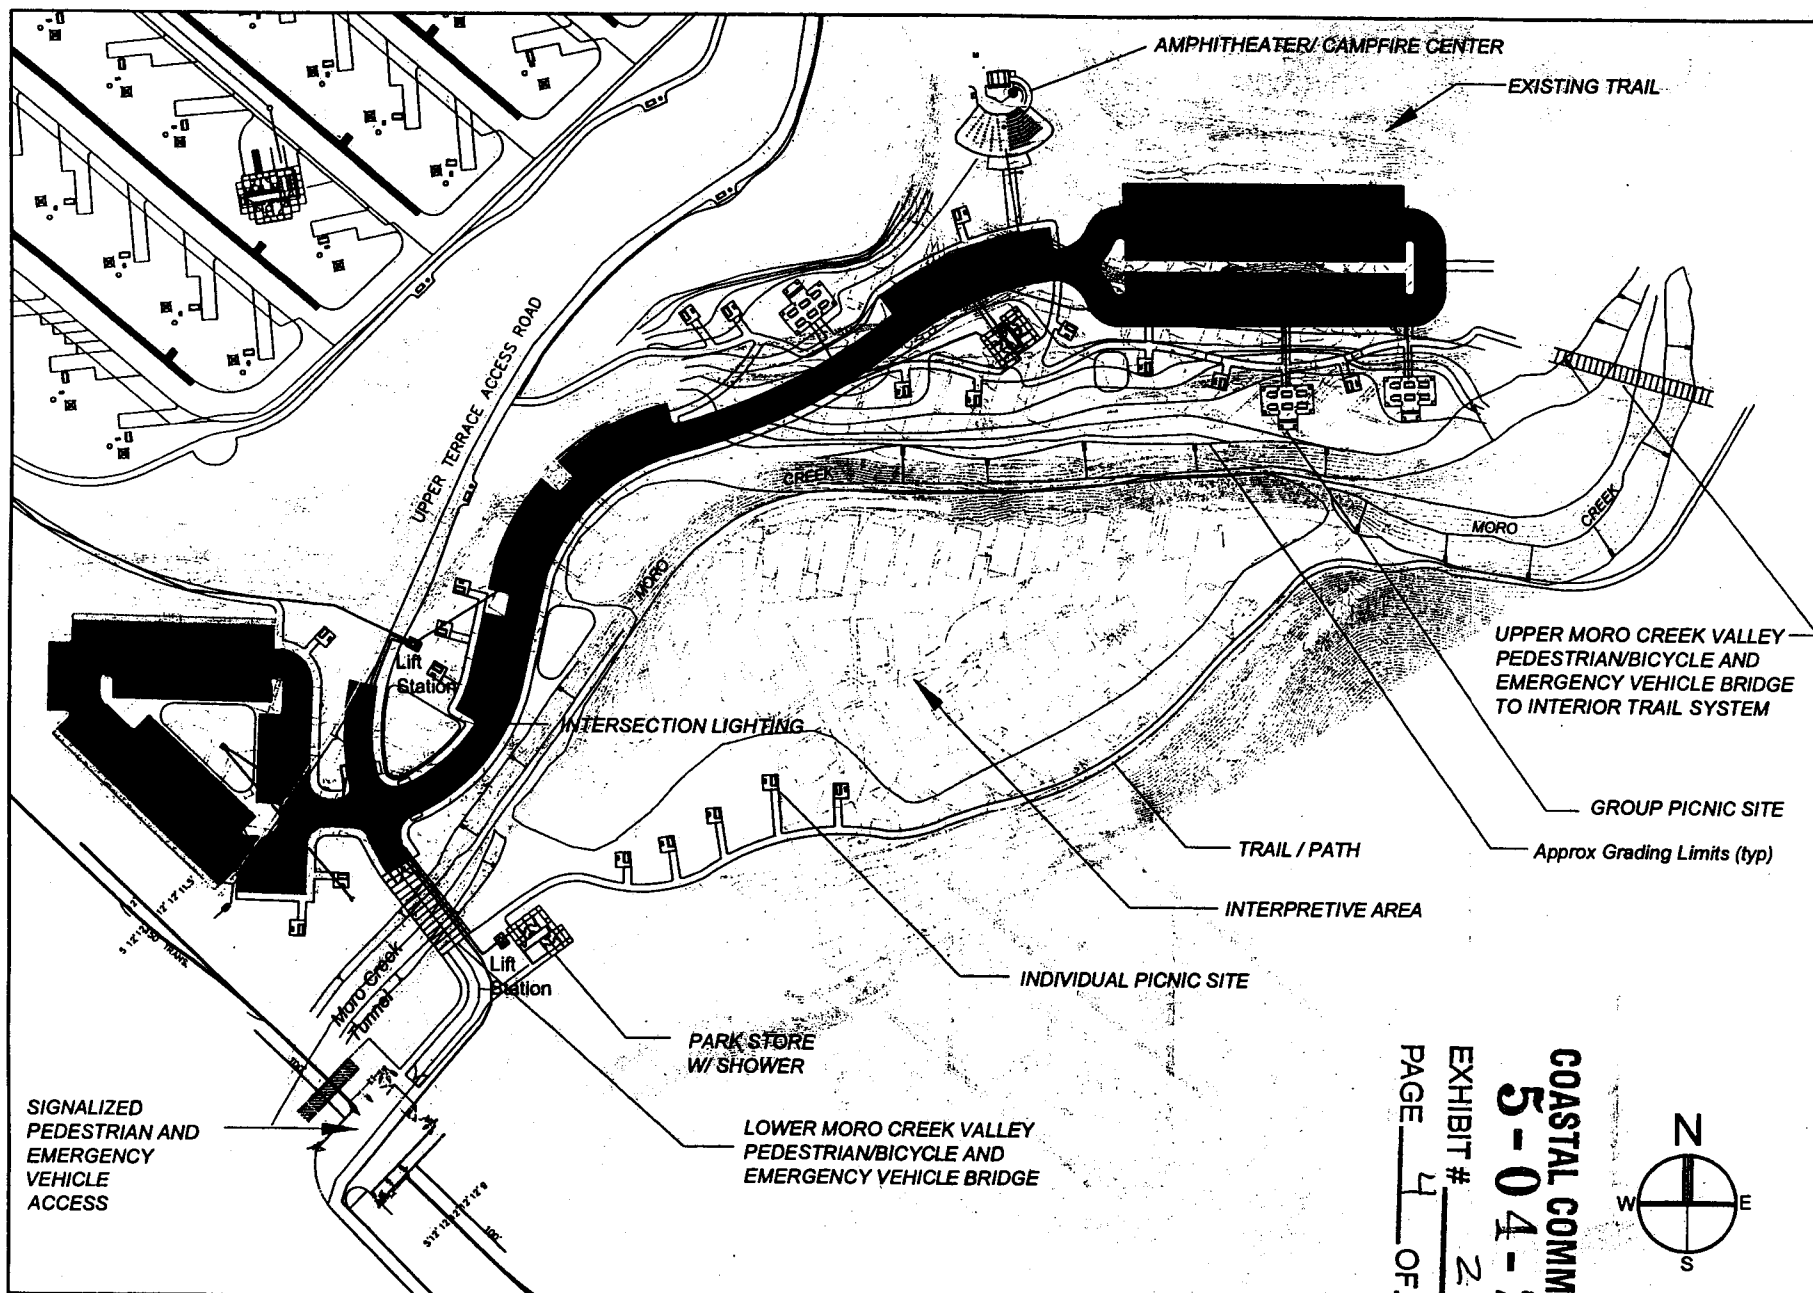 AMPHITHEATER/ CAMPFIRE CENTER
EXISTING TRAIL
UPPER TERRACE ACCESS ROAD
CREEK
MORO
CREEK
MORO
UPPER MORO CREEK VALLEY
PEDESTRIAN/BICYCLE AND
EMERGENCY VEHICLE BRIDGE
TO INTERIOR TRAIL SYSTEM
Lift
Station
INTERSECTION LIGHTING
GROUP PICNIC SITE
TRAIL / PATH
Approx Grading Limits (typ)
INTERPRETIVE AREA
INDIVIDUAL PICNIC SITE
Lift
Station
Moro Creek
Tunnel
PARK STORE
W/ SHOWER
SIGNALIZED
PEDESTRIAN AND
EMERGENCY
VEHICLE
ACCESS
LOWER MORO CREEK VALLEY
PEDESTRIAN/BICYCLE AND
EMERGENCY VEHICLE BRIDGE
100'
TRANS.
N
W E
S
COASTAL COMM
5-04-
EXHIBIT # 2
PAGE 4 OF